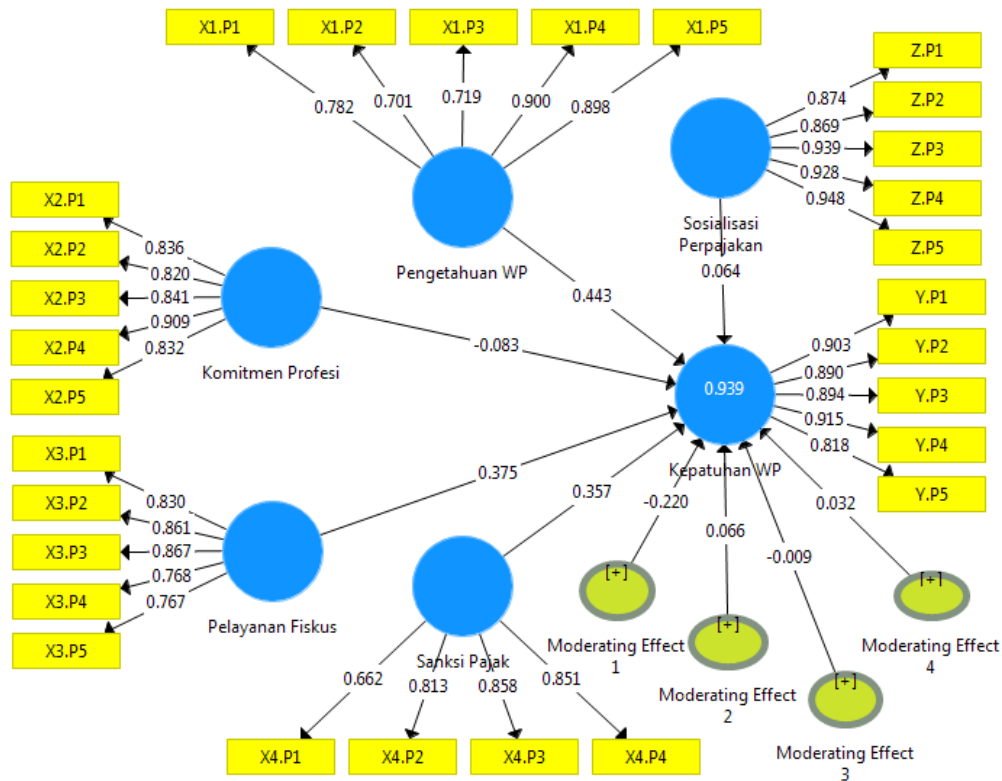 X1.P1 X1.P2 X1.P3 X1.P4 X1.P5
0.782 0.701 0.719 0.900 0.898
Pengetahuan WP
Z.P1
Z.P2
Z.P3
Z.P4
Z.P5
0.874
0.869
0.939
0.928
0.948
Sosialisasi
Perpajakan
0.064
X2.P1
X2.P2
X2.P3
X2.P4
X2.P5
0.836
0.820
0.841
0.909
0.832
Komitmen Profesi
0.443
-0.083
0.939
Kepatuhan WP
Y.P1
Y.P2
Y.P3
Y.P4
Y.P5
0.903
0.890
0.894
0.915
0.818
X3.P1
X3.P2
X3.P3
X3.P4
X3.P5
0.830
0.861
0.867
0.768
0.767
Pelayanan Fiskus
0.375
0.357
Sanksi Pajak
0.662 0.813 0.858 0.851
X4.P1 X4.P2 X4.P3 X4.P4
-0.220
0.066
-0.009
0.032
[+]
Moderating Effect
1
[+]
Moderating Effect
2
[+]
Moderating Effect
3
[+]
Moderating Effect
4